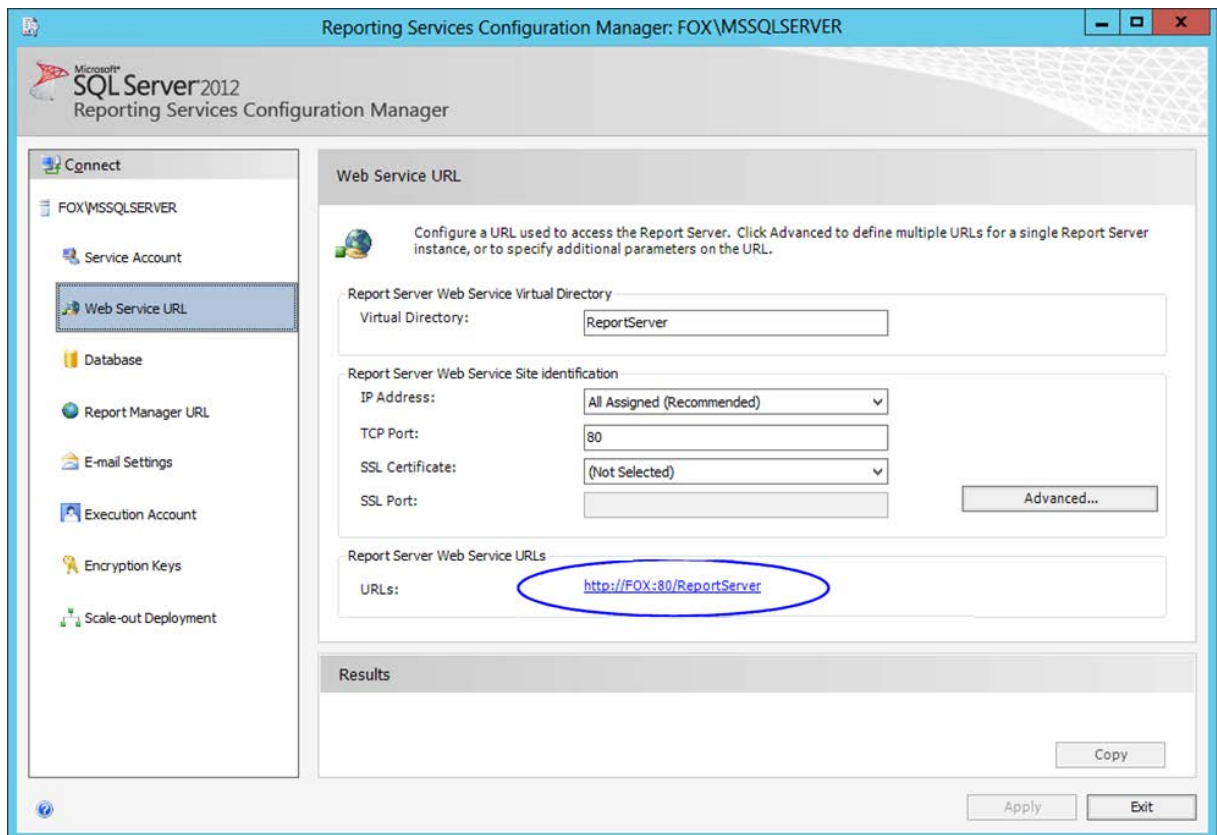 Reporting Services Configuration Manager: FOX\MSSQLSERVER
Microsoft®
SQL Server 2012
Reporting Services Configuration Manager
Connect
FOX\MSSQLSERVER
Service Account
Web Service URL
Database
Report Manager URL
E-mail Settings
Execution Account
Encryption Keys
Scale-out Deployment
Web Service URL
Configure a URL used to access the Report Server. Click Advanced to define multiple URLs for a single Report Server
instance, or to specify additional parameters on the URL.
Report Server Web Service Virtual Directory
Virtual Directory:
ReportServer
Report Server Web Service Site identification
IP Address:
All Assigned (Recommended)
TCP Port:
80
SSL Certificate:
(Not Selected)
SSL Port:
Advanced...
Report Server Web Service URLs
URLs:
http://FOX:80/ReportServer
Results
Copy
Apply
Exit